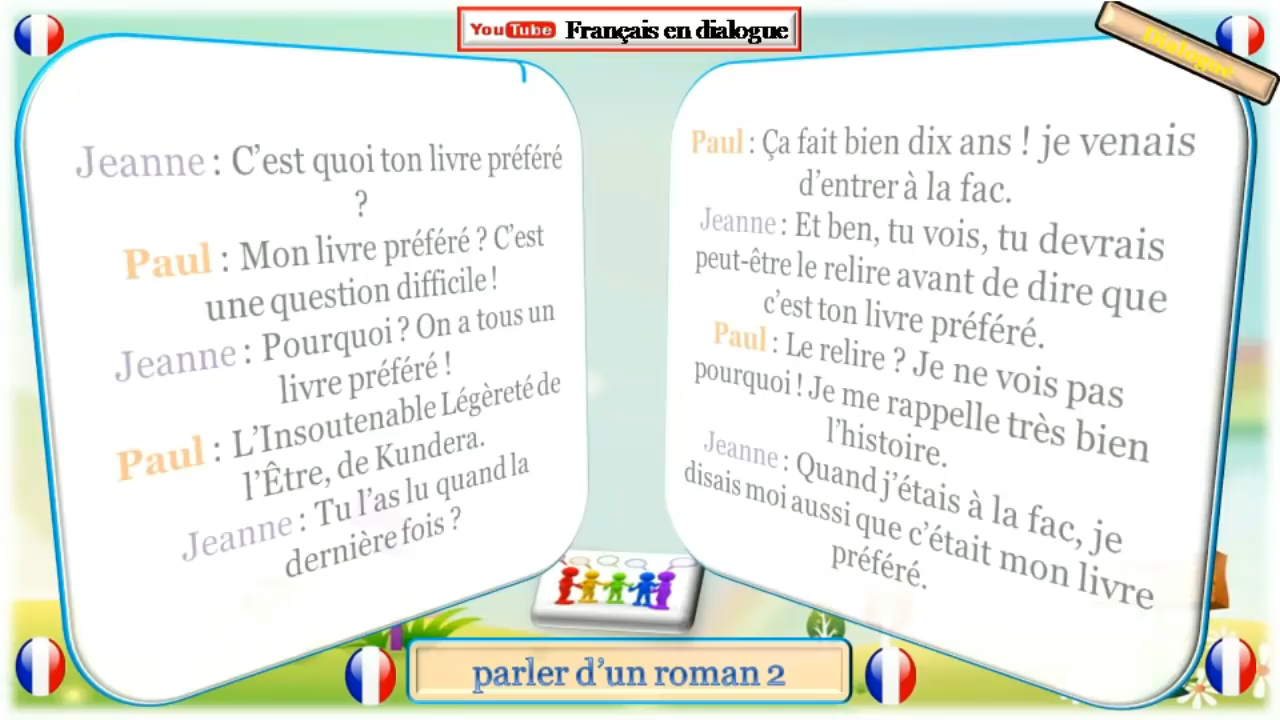 YouTube Français en dialogue
Dialogue
Jeanne : C'est quoi ton livre préféré
?
Paul : Mon livre préféré ? C'est
une question difficile !
Jeanne : Pourquoi ? On a tous un
livre préféré !
Paul : L'Insoutenable Légèreté de
l'Être, de Kundera.
Jeanne : Tu l'as lu quand la
dernière fois ?
Paul : Ça fait bien dix ans ! je venais
d'entrer à la fac.
Jeanne : Et ben, tu vois, tu devrais
peut-être le relire avant de dire que
c'est ton livre préféré.
Paul : Le relire ? Je ne vois pas
pourquoi ! Je me rappelle très bien
l'histoire.
Jeanne : Quand j'étais à la fac, je
disais moi aussi que c'était mon livre
préféré.
parler d'un roman 2